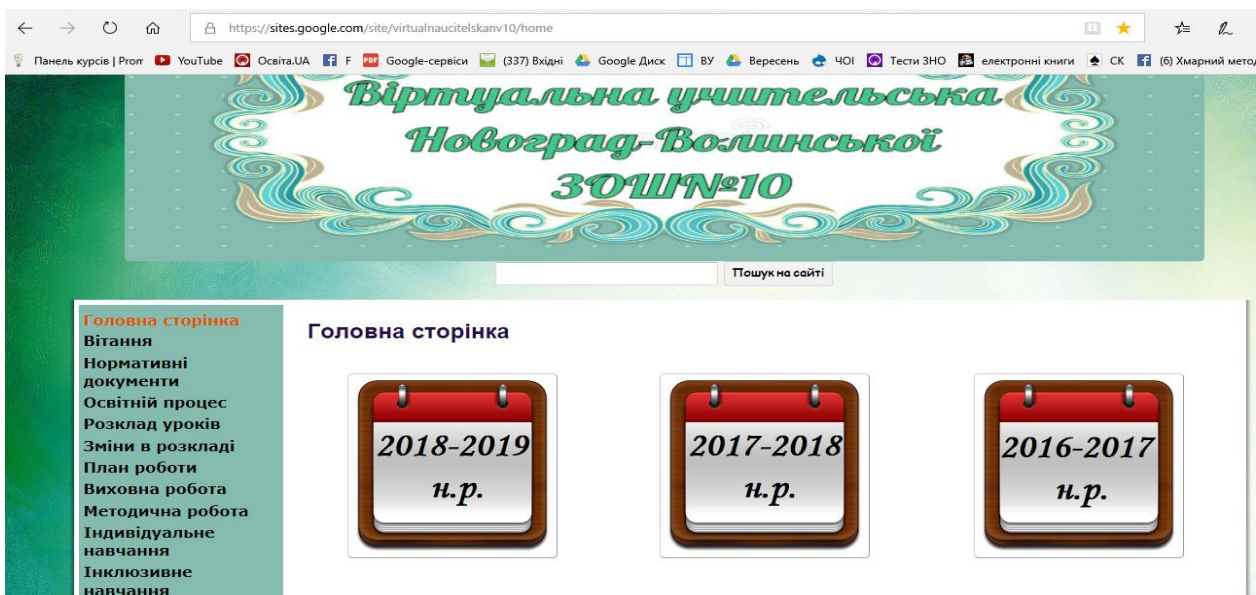 https://sites.google.com/site/virtualnaucitelskanv10/home
Панель курсів | Prom YouTube Освіта.UA F Google-сервіси (337) Вхідні Google Диск ВУ Вересень ЧОІ Тести ЗНО електронні книги СК (6) Хмарний мето
Віртуальна учительська
Новоград-Волинської
ЗОШ№10
Пошук на сайті
Головна сторінка
Вітання
Нормативні
документи
Освітній процес
Розклад уроків
Зміни в розкладі
План роботи
Виховна робота
Методична робота
Індивідуальне
навчання
Інклюзивне
навчання
Головна сторінка
2018-2019
н.р.
2017-2018
н.р.
2016-2017
н.р.